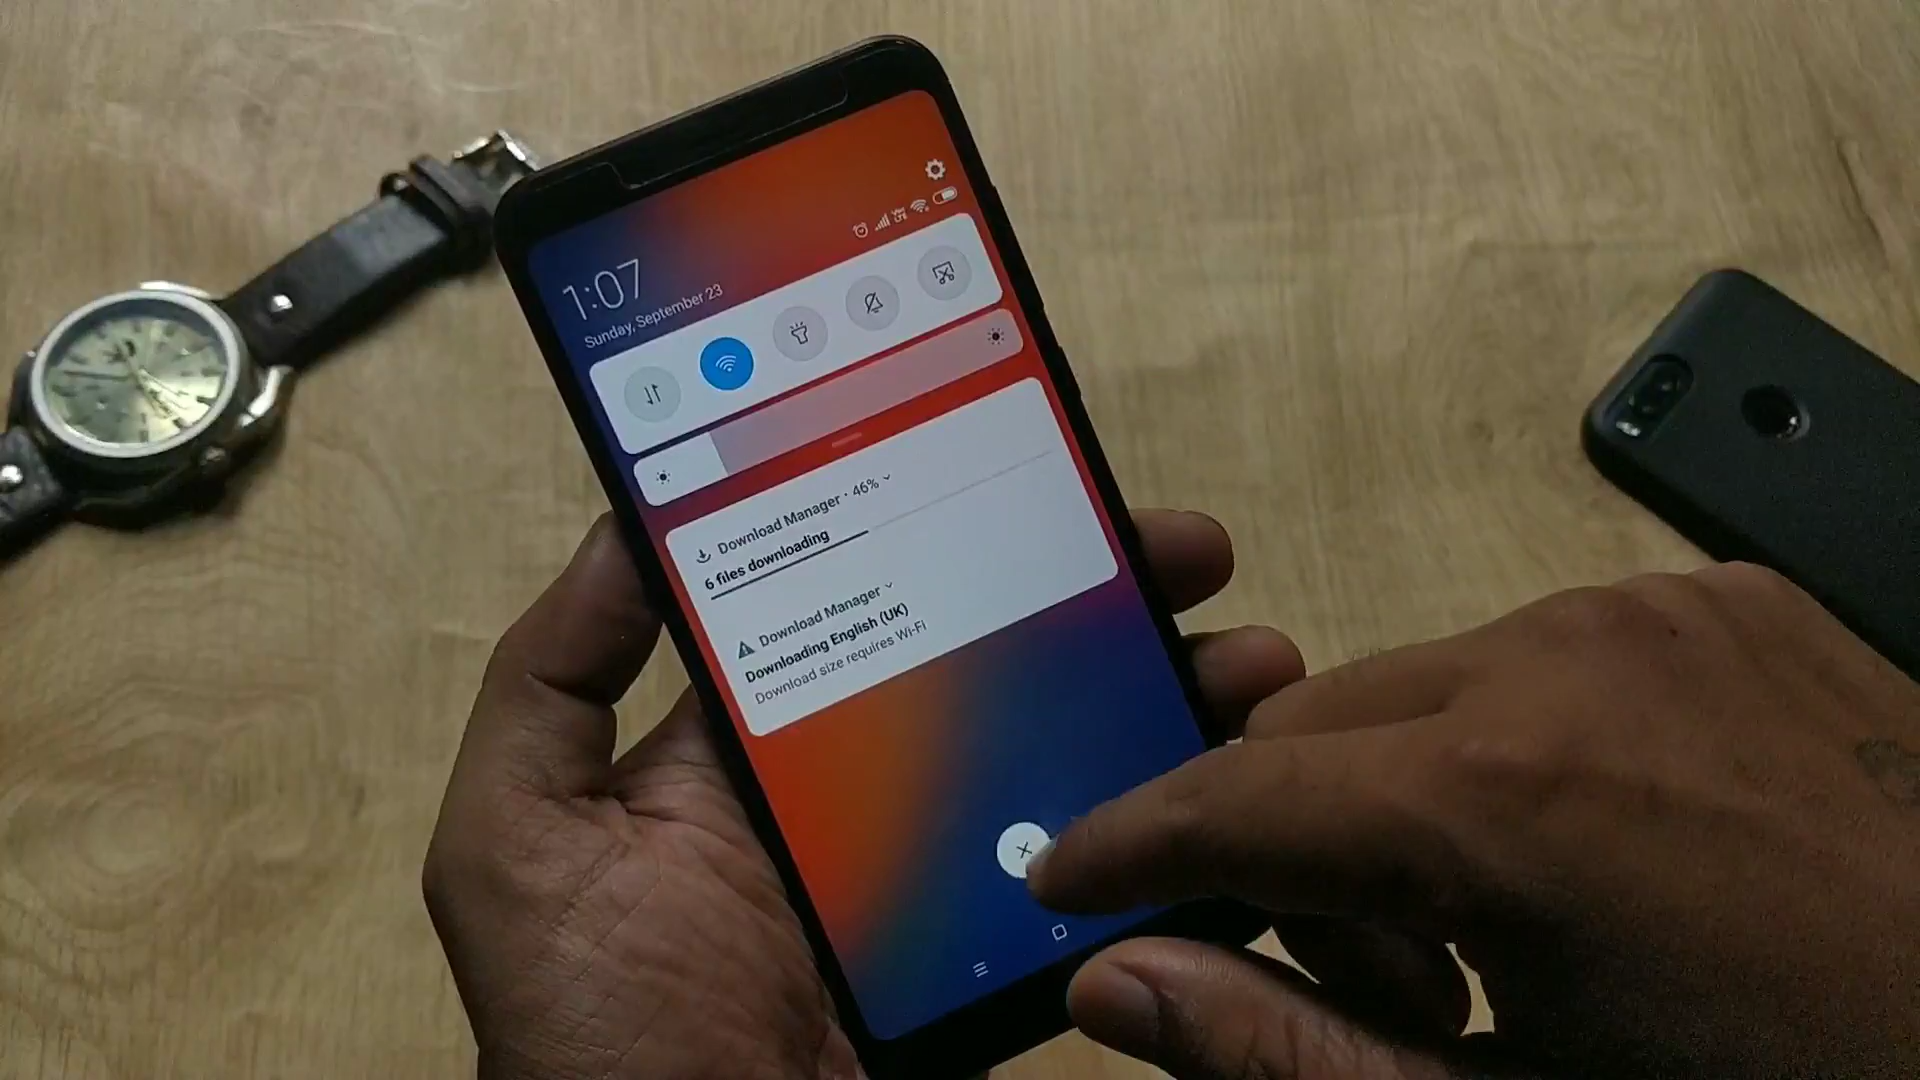 1:07
Sunday, September 23
Download Manager · 46%
6 files downloading
Download Manager
Downloading English (UK)
Download size requires Wi-Fi